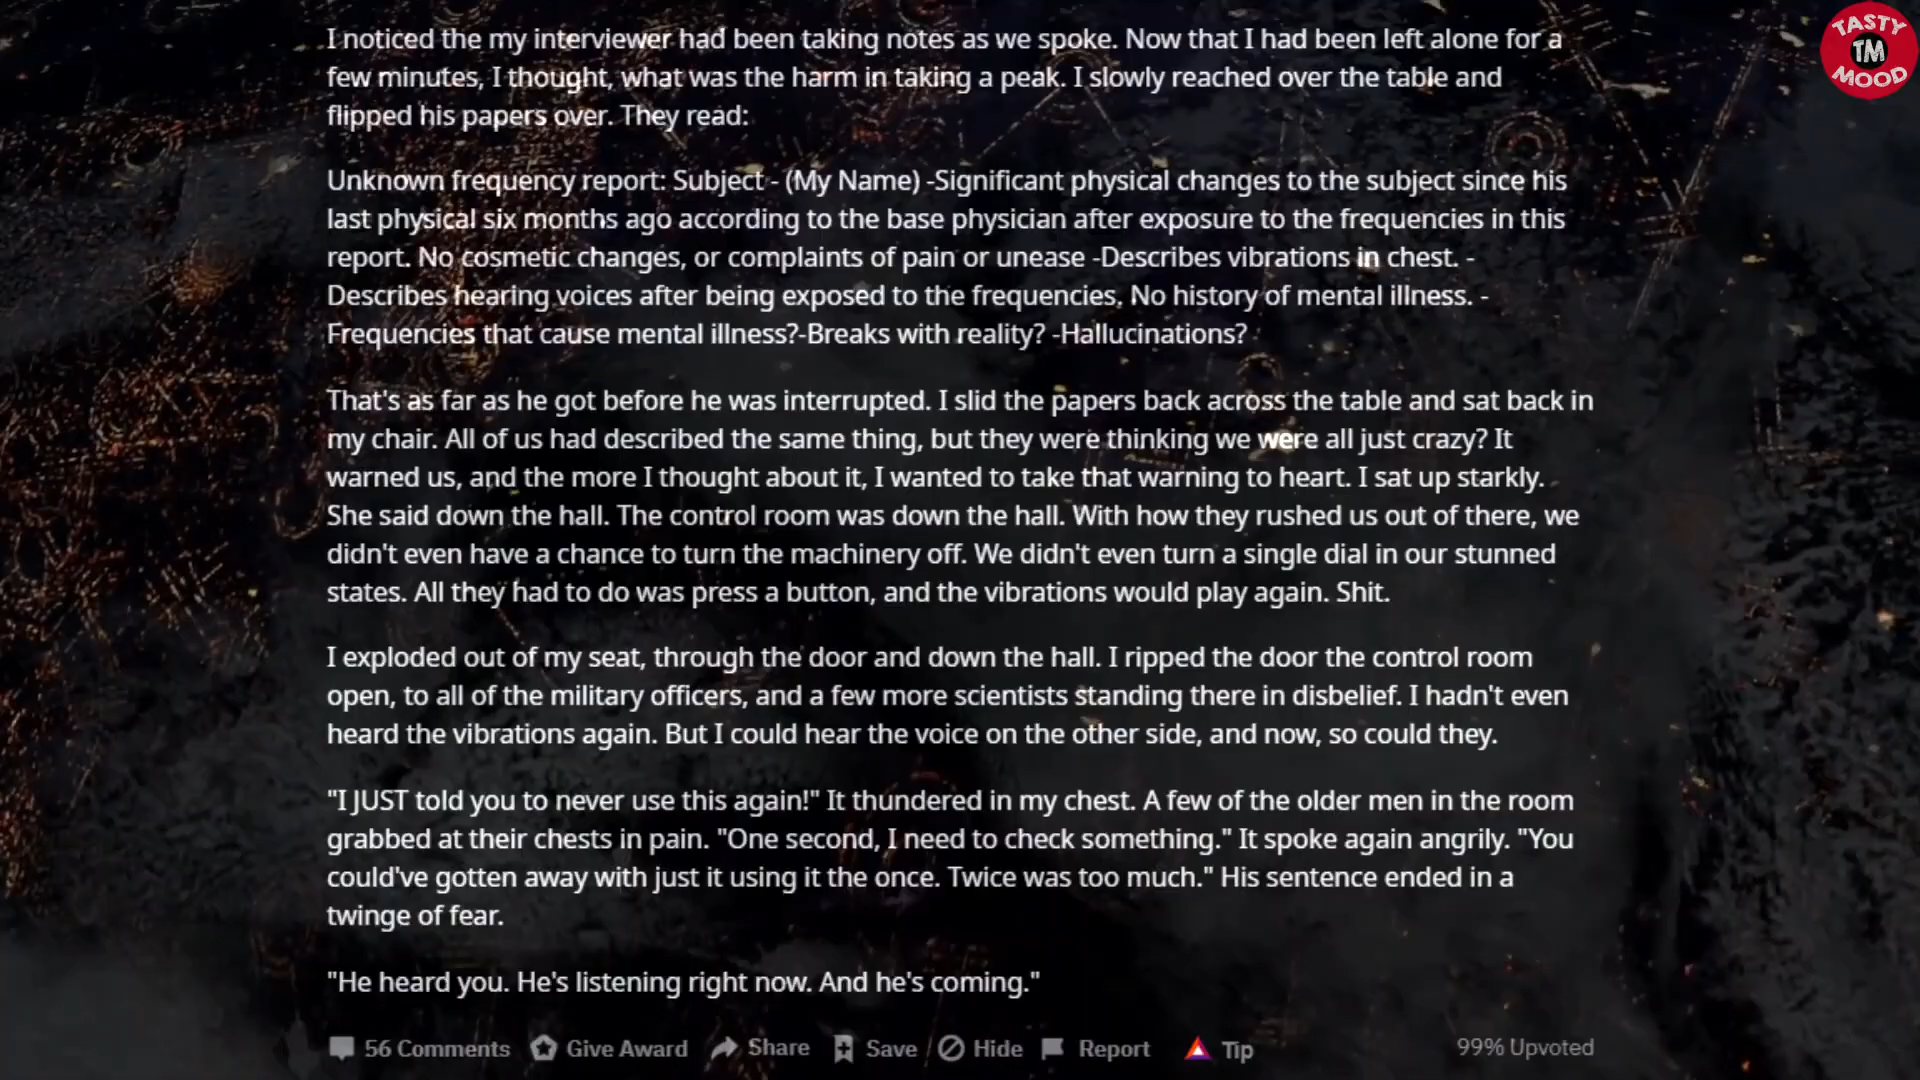 TASTY
TM
MOOD
I noticed the my interviewer had been taking notes as we spoke. Now that I had been left alone for a
few minutes, I thought, what was the harm in taking a peak. I slowly reached over the table and
flipped his papers over. They read:
Unknown frequency report: Subject - (My Name) -Significant physical changes to the subject since his
last physical six months ago according to the base physician after exposure to the frequencies in this
report. No cosmetic changes, or complaints of pain or unease -Describes vibrations in chest. -
Describes hearing voices after being exposed to the frequencies. No history of mental illness. -
Frequencies that cause mental illness?-Breaks with reality? -Hallucinations?
That's as far as he got before he was interrupted. I slid the papers back across the table and sat back in
my chair. All of us had described the same thing, but they were thinking we were all just crazy? It
warned us, and the more I thought about it, I wanted to take that warning to heart. I sat up starkly.
She said down the hall. The control room was down the hall. With how they rushed us out of there, we
didn't even have a chance to turn the machinery off. We didn't even turn a single dial in our stunned
states. All they had to do was press a button, and the vibrations would play again. Shit.
I exploded out of my seat, through the door and down the hall. I ripped the door the control room
open, to all of the military officers, and a few more scientists standing there in disbelief. I hadn't even
heard the vibrations again. But I could hear the voice on the other side, and now, so could they.
"I JUST told you to never use this again!" It thundered in my chest. A few of the older men in the room
grabbed at their chests in pain. "One second, I need to check something." It spoke again angrily. "You
could've gotten away with just it using it the once. Twice was too much." His sentence ended in a
twinge of fear.
"He heard you. He's listening right now. And he's coming."
56 Comments Give Award Share Save Hide Report Tip 99% Upvoted